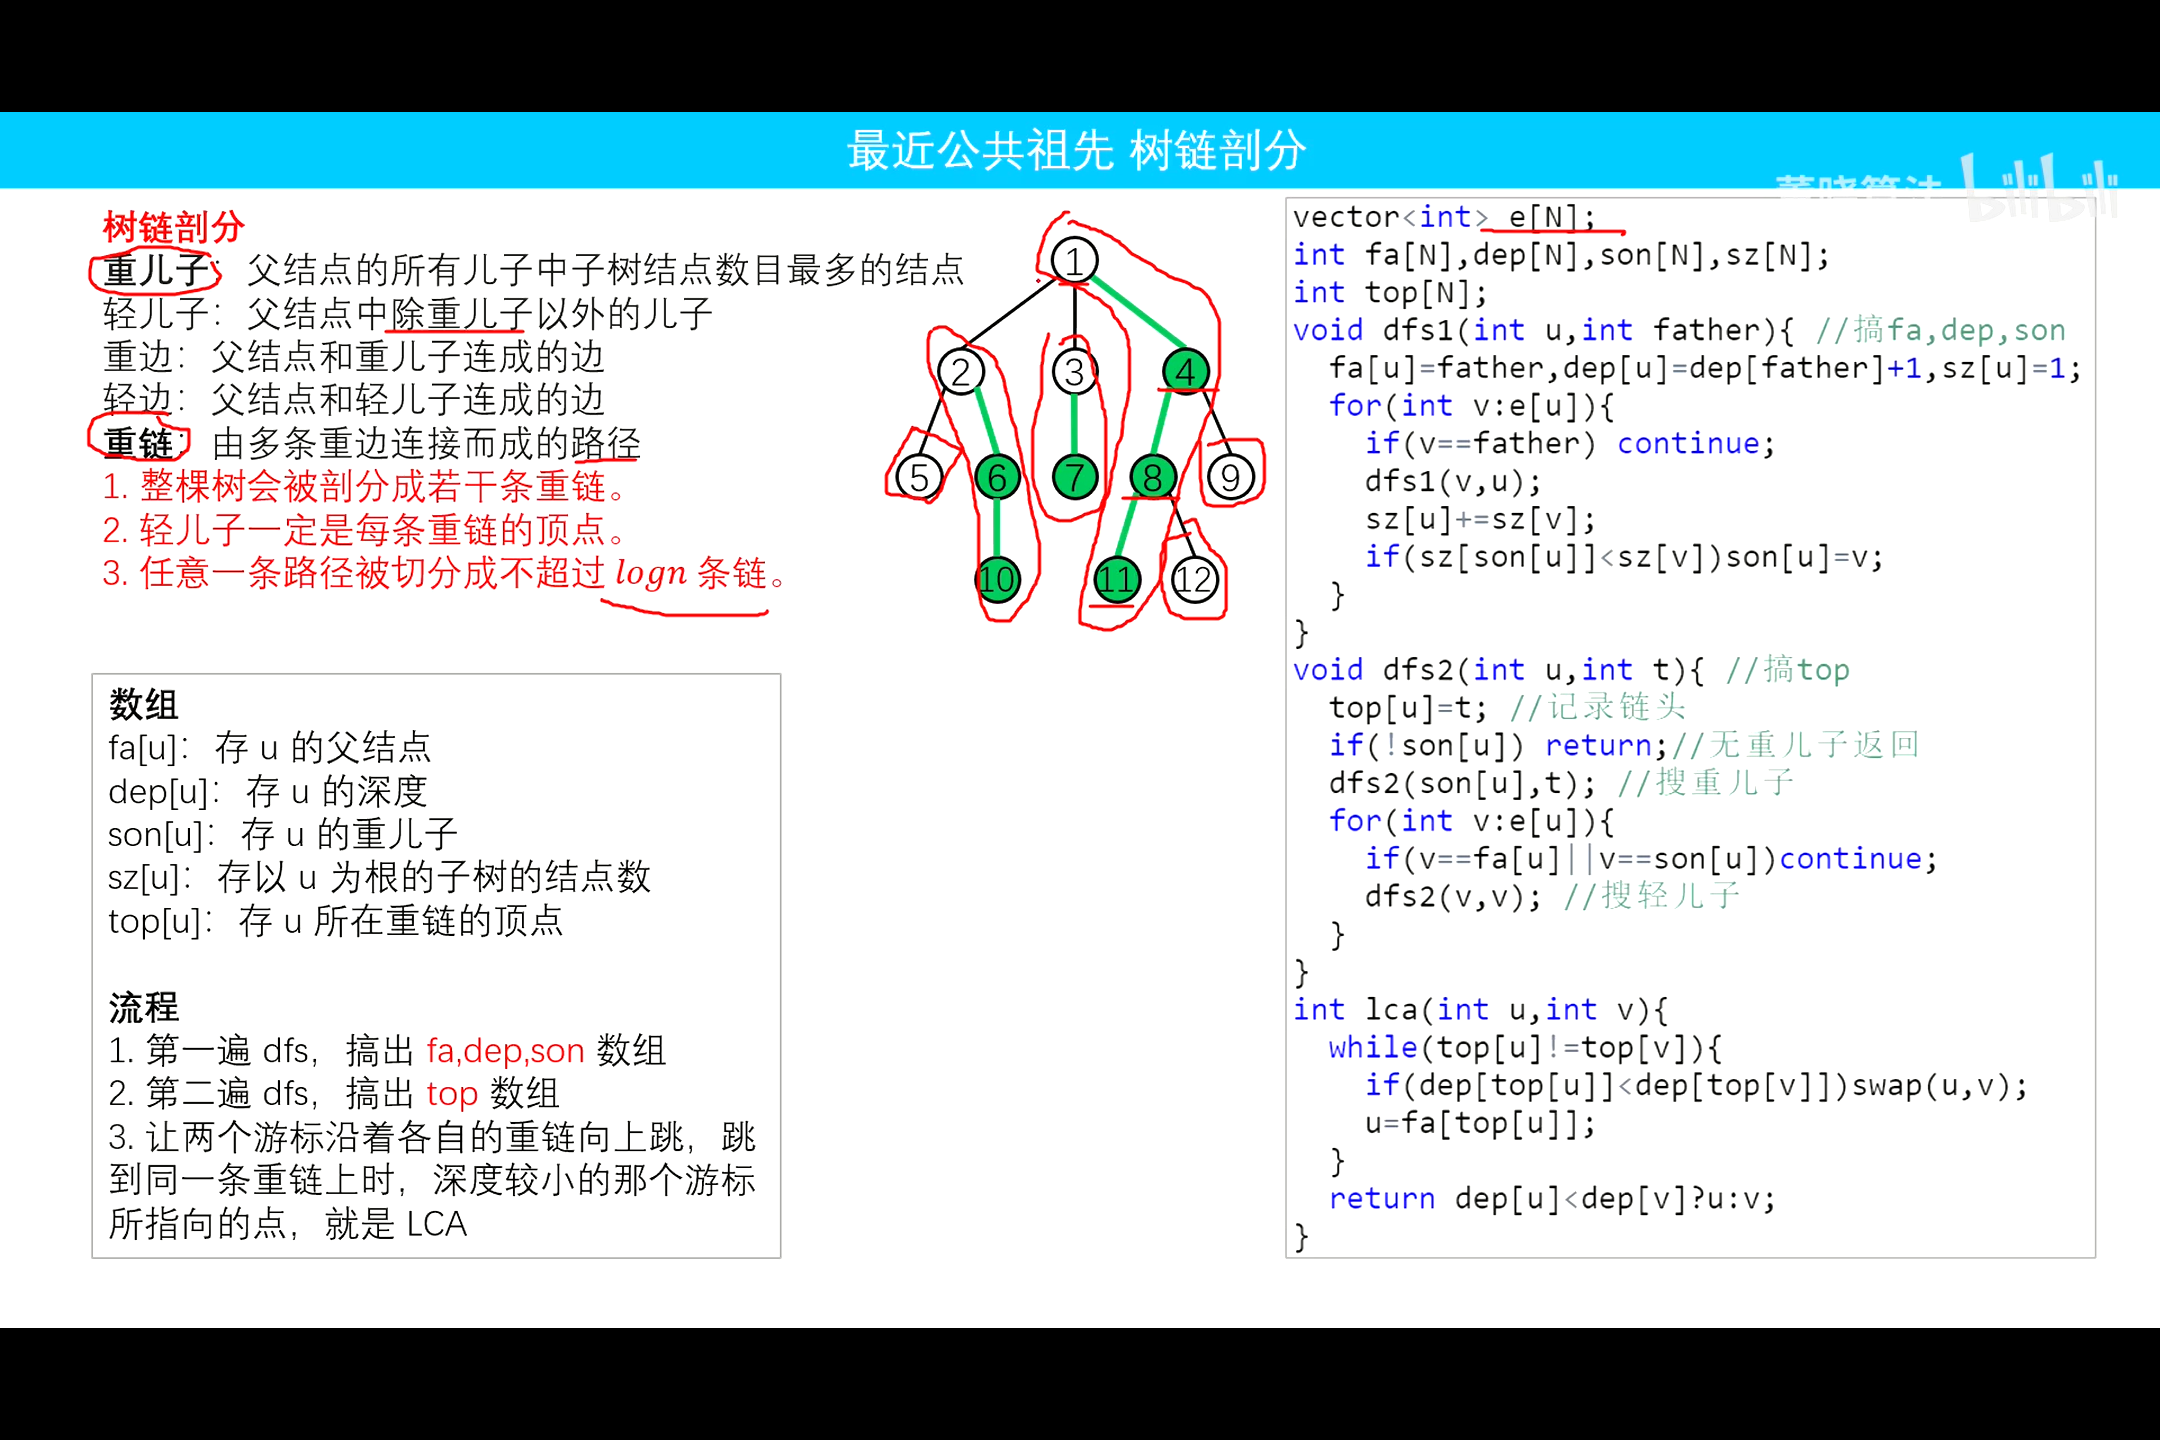 最近公共祖先 树链剖分
bilibili
树链剖分
重儿子：父结点的所有儿子中子树结点数目最多的结点
轻儿子：父结点中除重儿子以外的儿子
重边：父结点和重儿子连成的边
轻边：父结点和轻儿子连成的边
重链：由多条重边连接而成的路径
1. 整棵树会被剖分成若干条重链。
2. 轻儿子一定是每条重链的顶点。
3. 任意一条路径被切分成不超过 logn 条链。
1
2 3 4
5 6 7 8 9
10 11 12
数组
fa[u]：存 u 的父结点
dep[u]：存 u 的深度
son[u]：存 u 的重儿子
sz[u]：存以 u 为根的子树的结点数
top[u]：存 u 所在重链的顶点
流程
1. 第一遍 dfs，搞出 fa,dep,son 数组
2. 第二遍 dfs，搞出 top 数组
3. 让两个游标沿着各自的重链向上跳，跳
到同一条重链上时，深度较小的那个游标
所指向的点，就是 LCA
vector<int> e[N];
int fa[N],dep[N],son[N],sz[N];
int top[N];
void dfs1(int u,int father){ //搞fa,dep,son
  fa[u]=father,dep[u]=dep[father]+1,sz[u]=1;
  for(int v:e[u]){
    if(v==father) continue;
    dfs1(v,u);
    sz[u]+=sz[v];
    if(sz[son[u]]<sz[v])son[u]=v;
  }
}
void dfs2(int u,int t){ //搞top
  top[u]=t; //记录链头
  if(!son[u]) return;//无重儿子返回
  dfs2(son[u],t); //搜重儿子
  for(int v:e[u]){
    if(v==fa[u]||v==son[u])continue;
    dfs2(v,v); //搜轻儿子
  }
}
int lca(int u,int v){
  while(top[u]!=top[v]){
    if(dep[top[u]]<dep[top[v]])swap(u,v);
    u=fa[top[u]];
  }
  return dep[u]<dep[v]?u:v;
}